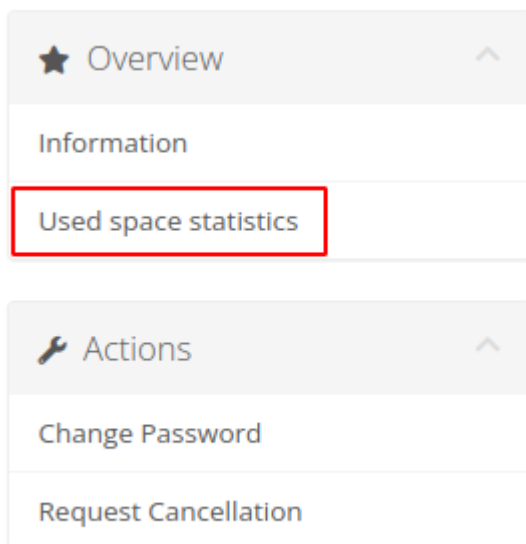 Overview
Information
Used space statistics
Actions
Change Password
Request Cancellation